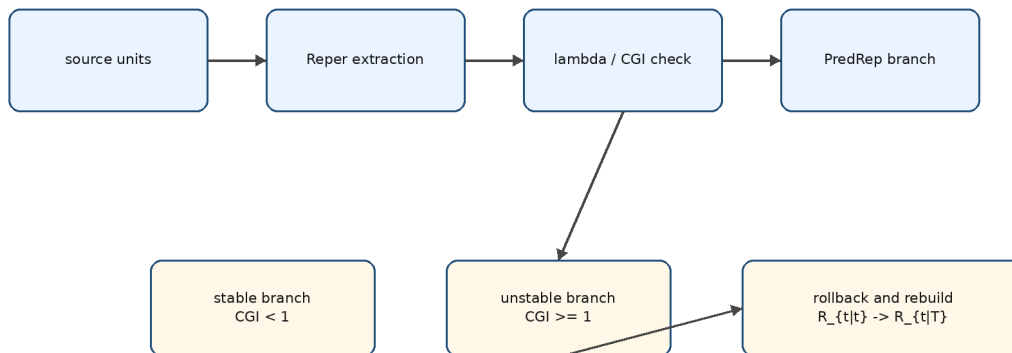 source units
Reper extraction
lambda / CGI check
PredRep branch
stable branch
CGI < 1
unstable branch
CGI >= 1
rollback and rebuild
R_{t|t} -> R_{t|T}